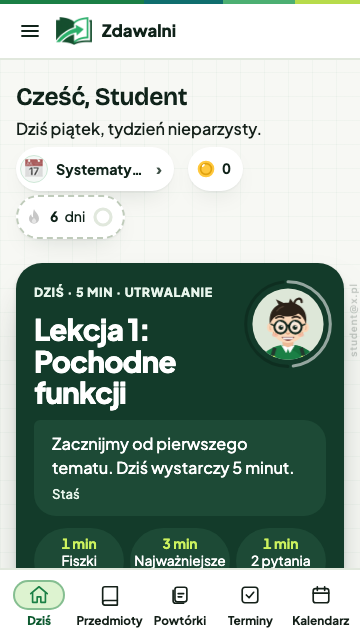 Zdawalni
Cześć, Student
Dziś piątek, tydzień nieparzysty.
17 Systematy... › 0
6 dni
DZIŚ · 5 MIN · UTRWALANIE
Lekcja 1:
Pochodne
funkcji
Zacznijmy od pierwszego
tematu. Dziś wystarczy 5 minut.
Staś
1 min 3 min 1 min
Fiszki Najważniejsze 2 pytania
student@x.pl
Dziś Przedmioty Powtórki Terminy Kalendarz